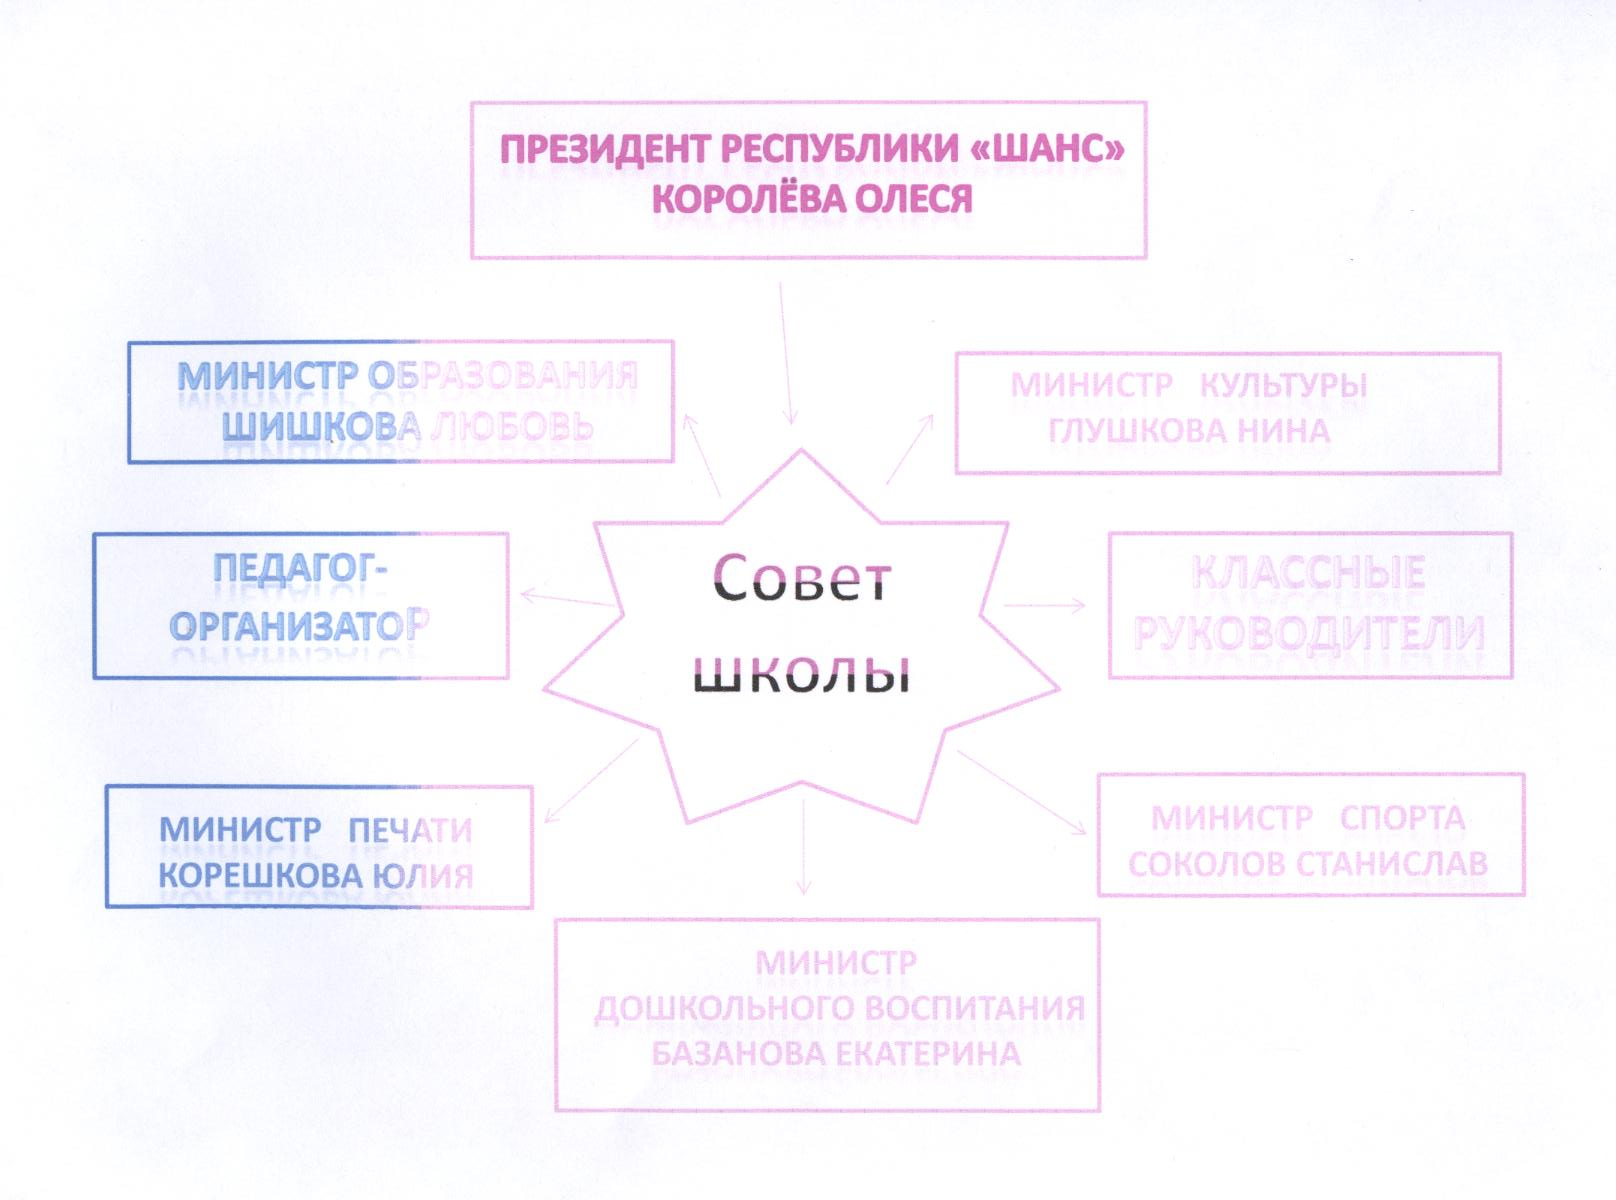 ПРЕЗИДЕНТ РЕСПУБЛИКИ «ШАНС»
КОРОЛЁВА ОЛЕСЯ
МИНИСТР ОБРАЗОВАНИЯ
ШИШКОВА ЛЮБОВЬ
МИНИСТР КУЛЬТУРЫ
ГЛУШКОВА НИНА
ПЕДАГОГ-
ОРГАНИЗАТОР
Совет
школы
КЛАССНЫЕ
РУКОВОДИТЕЛИ
МИНИСТР ПЕЧАТИ
КОРЕШКОВА ЮЛИЯ
МИНИСТР СПОРТА
СОКОЛОВ СТАНИСЛАВ
МИНИСТР
ДОШКОЛЬНОГО ВОСПИТАНИЯ
БАЗАНОВА ЕКАТЕРИНА